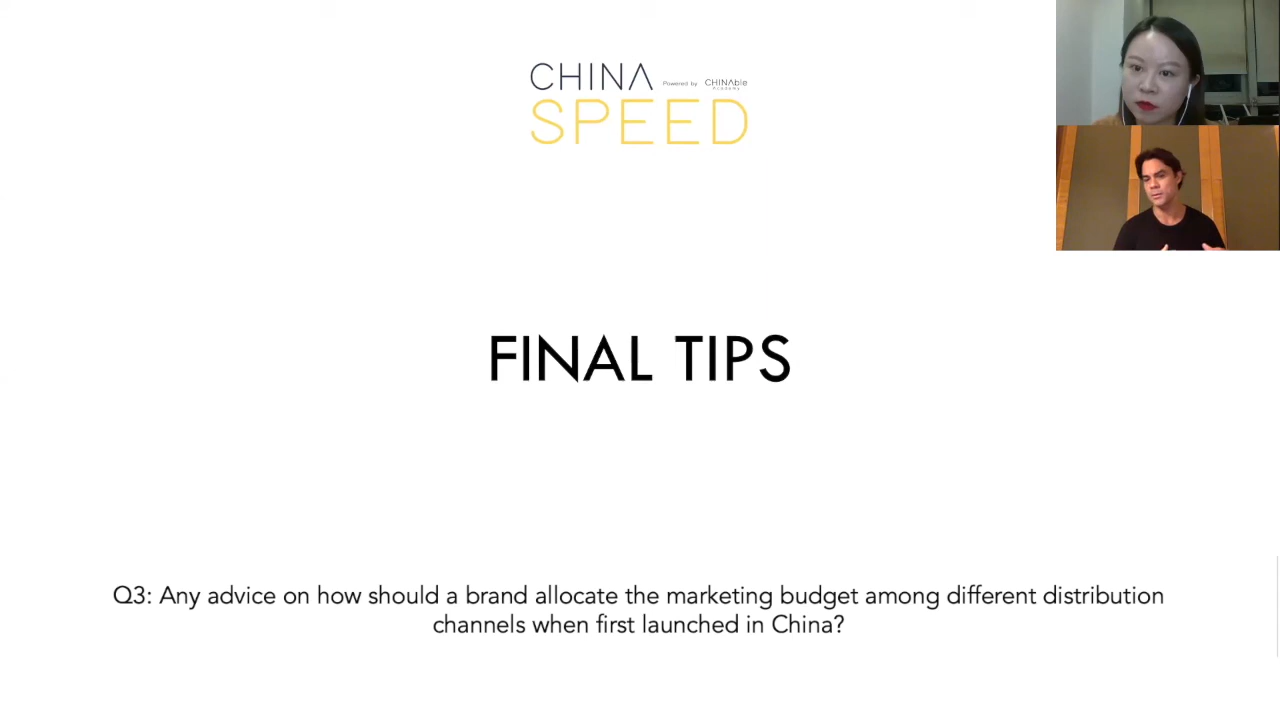 CHINA Powered by CHINAble
Academy
SPEED
FINAL TIPS
Q3: Any advice on how should a brand allocate the marketing budget among different distribution
channels when first launched in China?